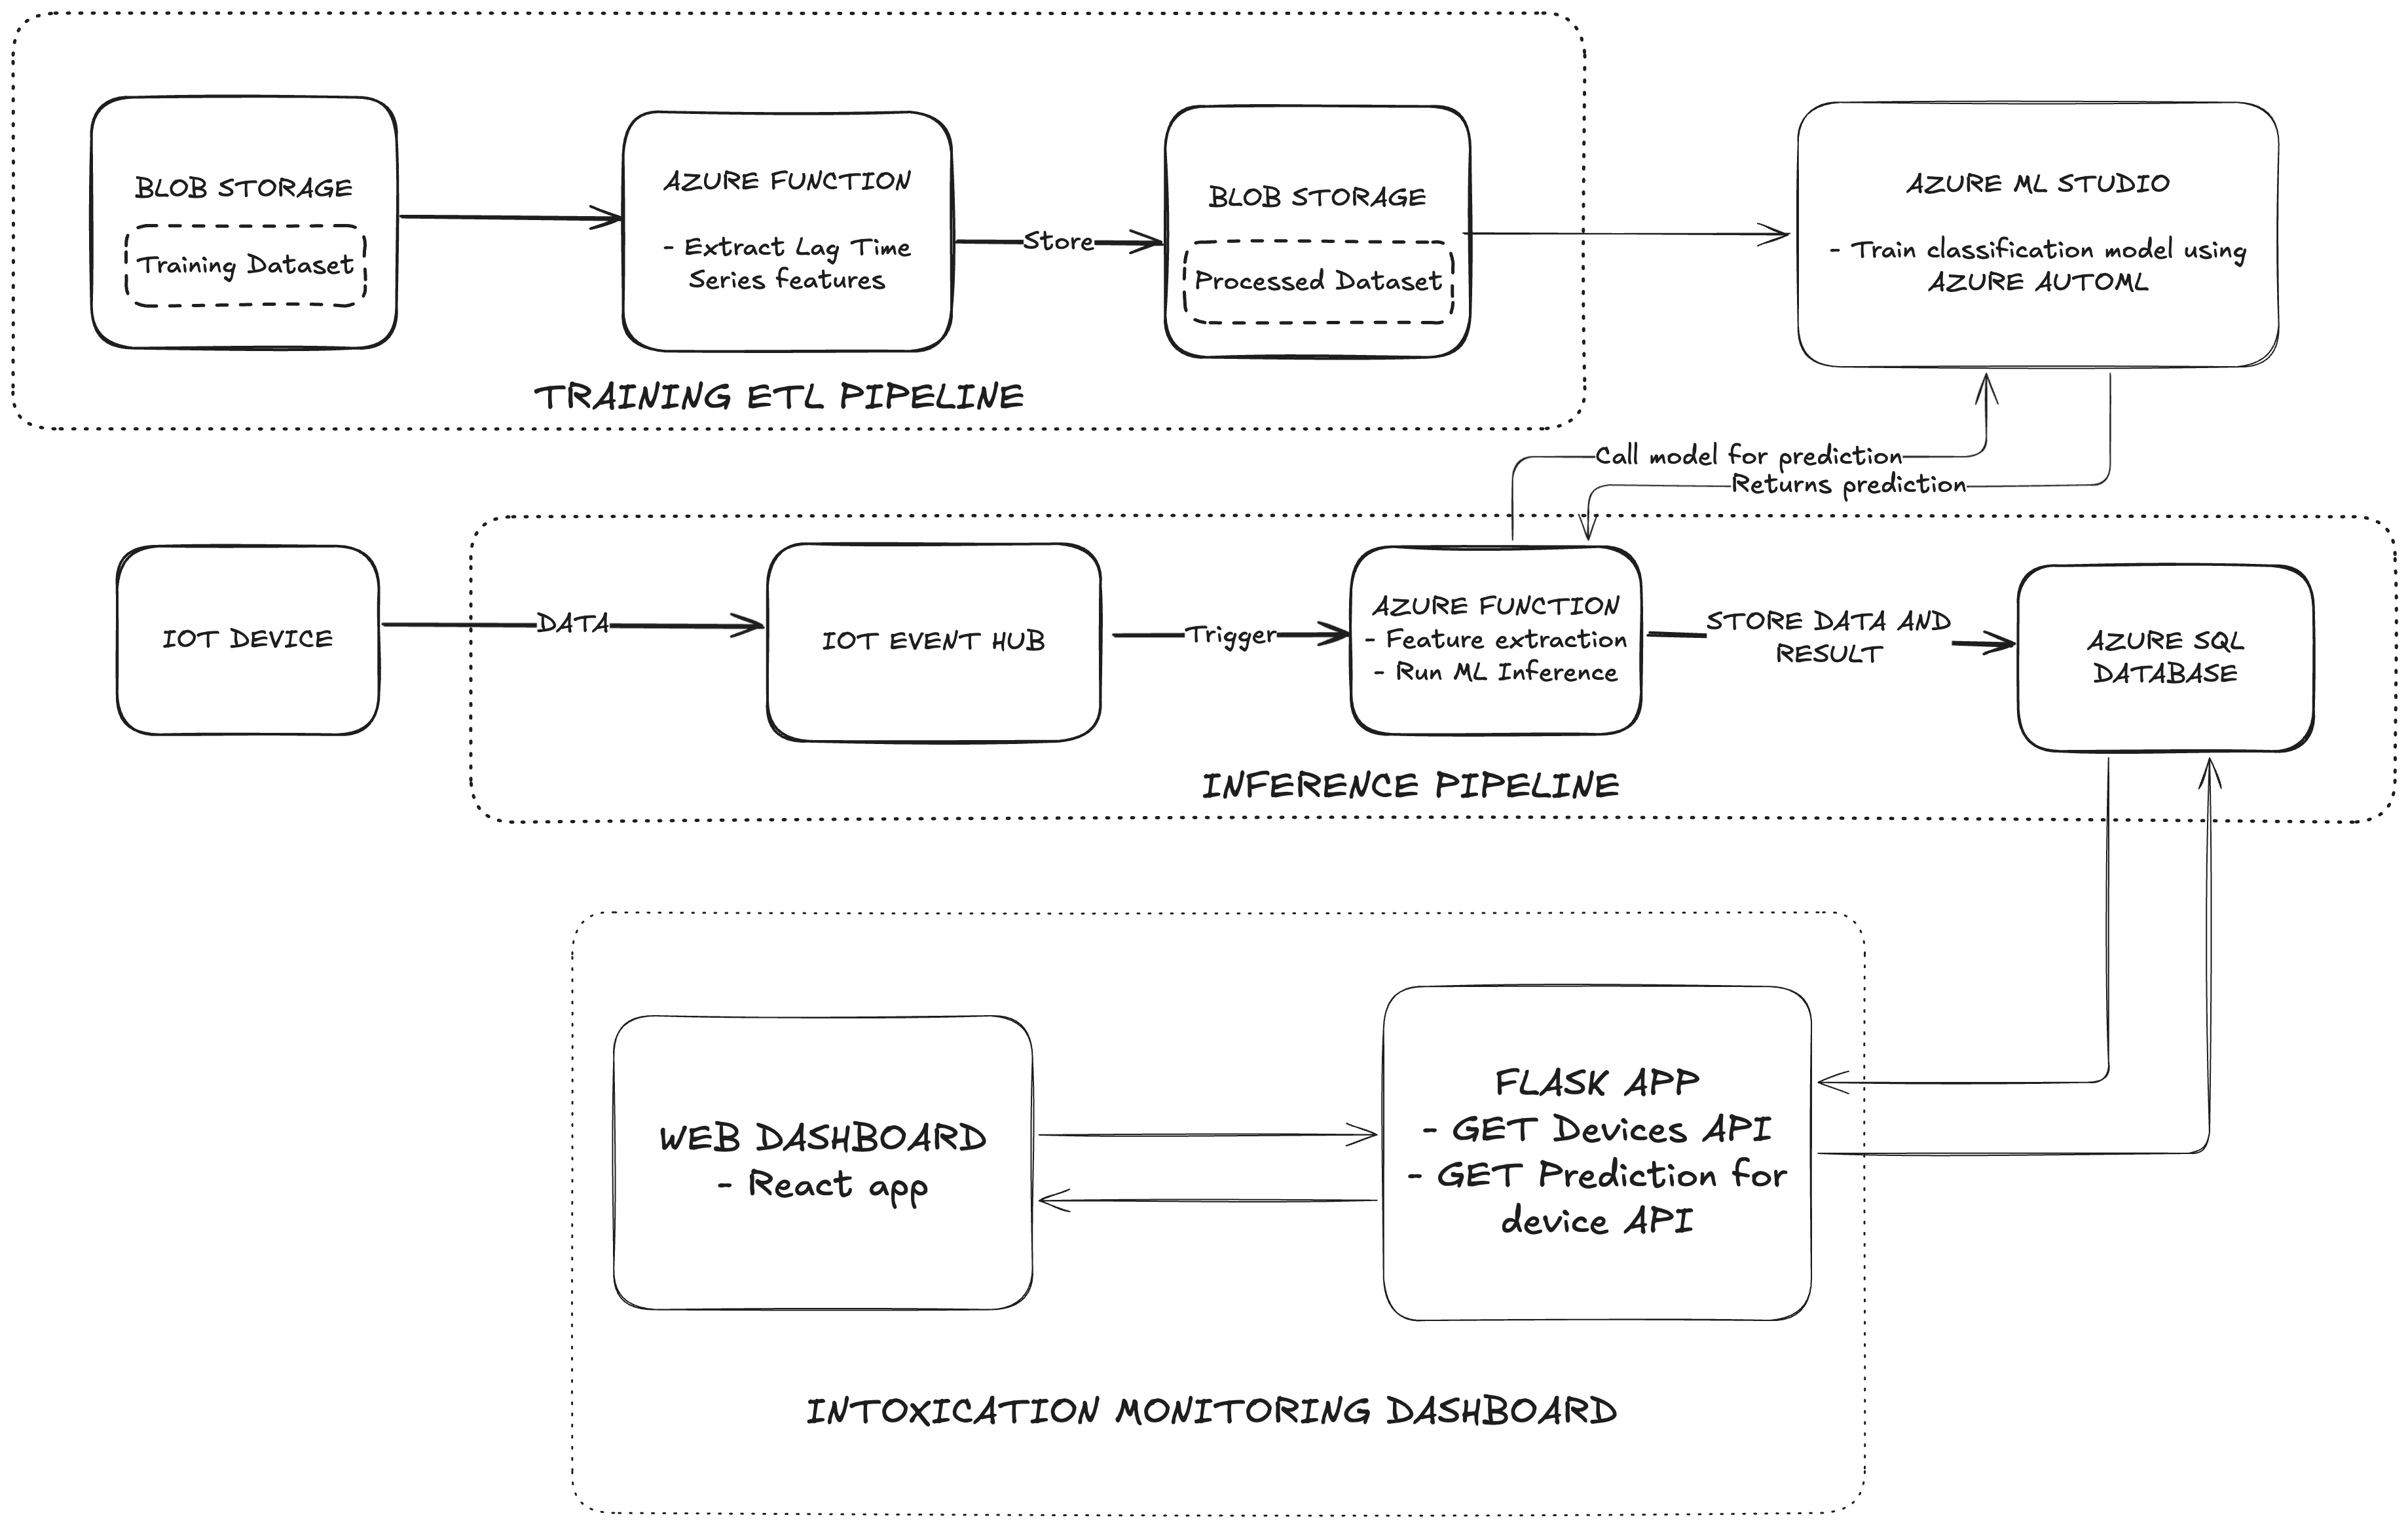 BLOB STORAGE
Training Dataset
AZURE FUNCTION
- Extract Lag Time
Series features
Store
BLOB STORAGE
Processed Dataset
AZURE ML STUDIO
- Train classification model using
AZURE AUTOML
TRAINING ETL PIPELINE
Call model for prediction
Returns prediction
IOT DEVICE
DATA
IOT EVENT HUB
Trigger
AZURE FUNCTION
- Feature extraction
- Run ML Inference
STORE DATA AND
RESULT
AZURE SQL
DATABASE
INFERENCE PIPELINE
WEB DASHBOARD
- React app
FLASK APP
- GET Devices API
- GET Prediction for
device API
INTOXICATION MONITORING DASHBOARD